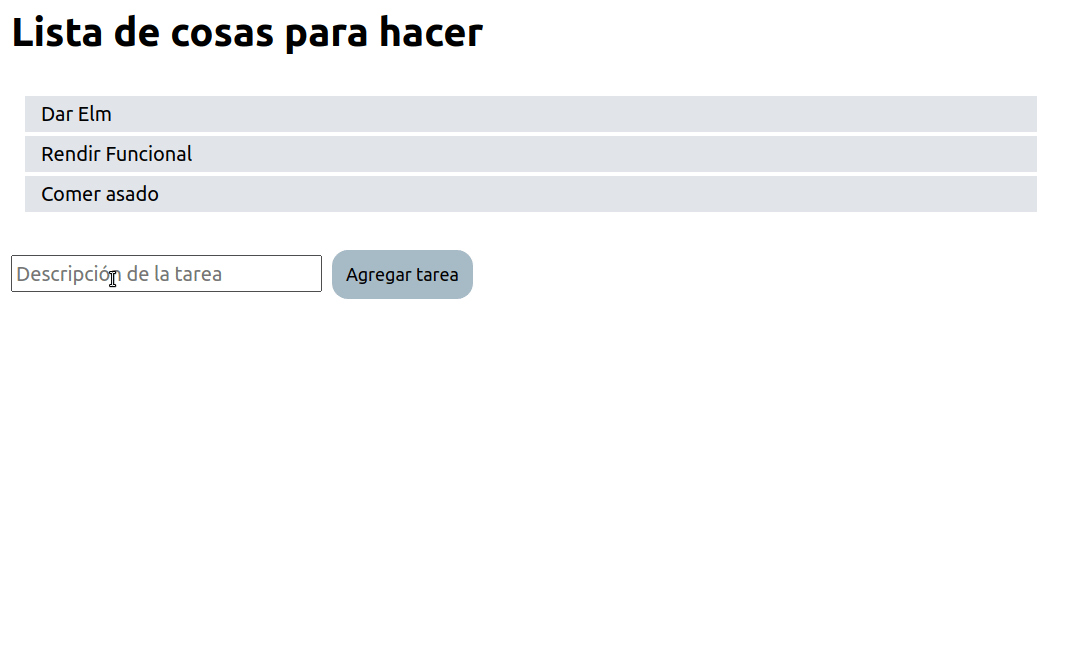 Lista de cosas para hacer
Dar Elm
Rendir Funcional
Comer asado
Descripción de la tarea
Agregar tarea